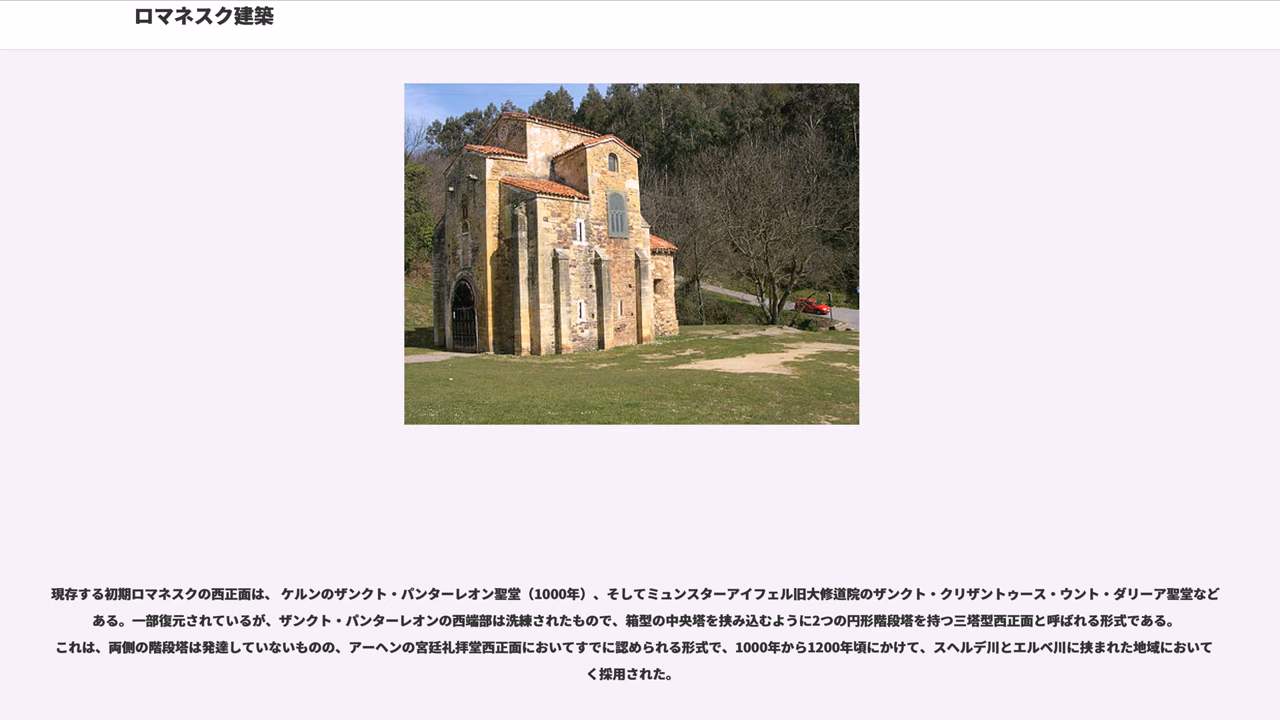 ロマネスク建築
現存する初期ロマネスクの西正面は、 ケルンのザンクト・パンターレオン聖堂（1000年）、そしてミュンスターアイフェル旧大修道院のザンクト・クリザントゥース・ウント・ダリーア聖堂など
ある。一部復元されているが、ザンクト・パンターレオンの西端部は洗練されたもので、箱型の中央塔を挟み込むように2つの円形階段塔を持つ三塔型西正面と呼ばれる形式である。
これは、両側の階段塔は発達していないものの、アーヘンの宮廷礼拝堂西正面においてすでに認められる形式で、1000年から1200年頃にかけて、スヘルデ川とエルベ川に挟まれた地域において
く採用された。